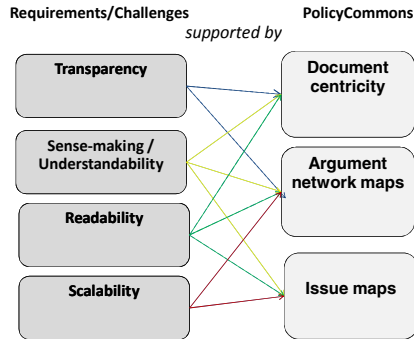 Requirements/Challenges
PolicyCommons
supported by
Transparency
Document
centricity
Sense-making /
Understandability
Argument
network maps
Readability
Scalability
Issue maps